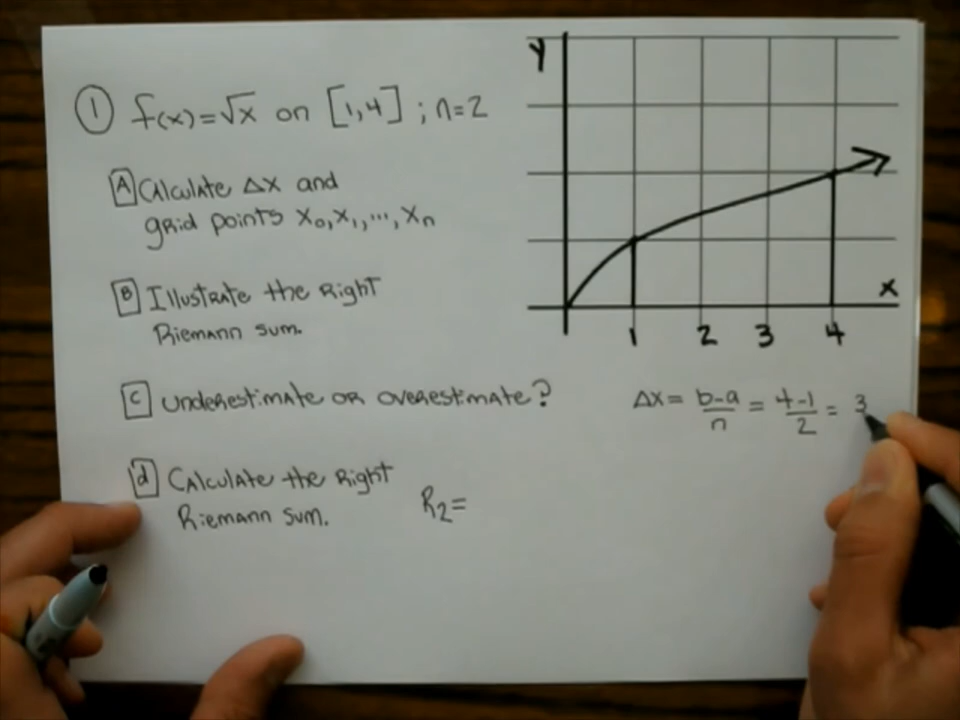 ① f(x)=√x on [1,4] ; n=2
A Calculate Δx and
grid points x₀, x₁, ..., xₙ
B Illustrate the Right
Riemann sum.
C Underestimate or overestimate?
d Calculate the Right
Riemann sum.
R₂=
y
x
1 2 3 4
Δx = b-a/n = 4-1/2 = 3